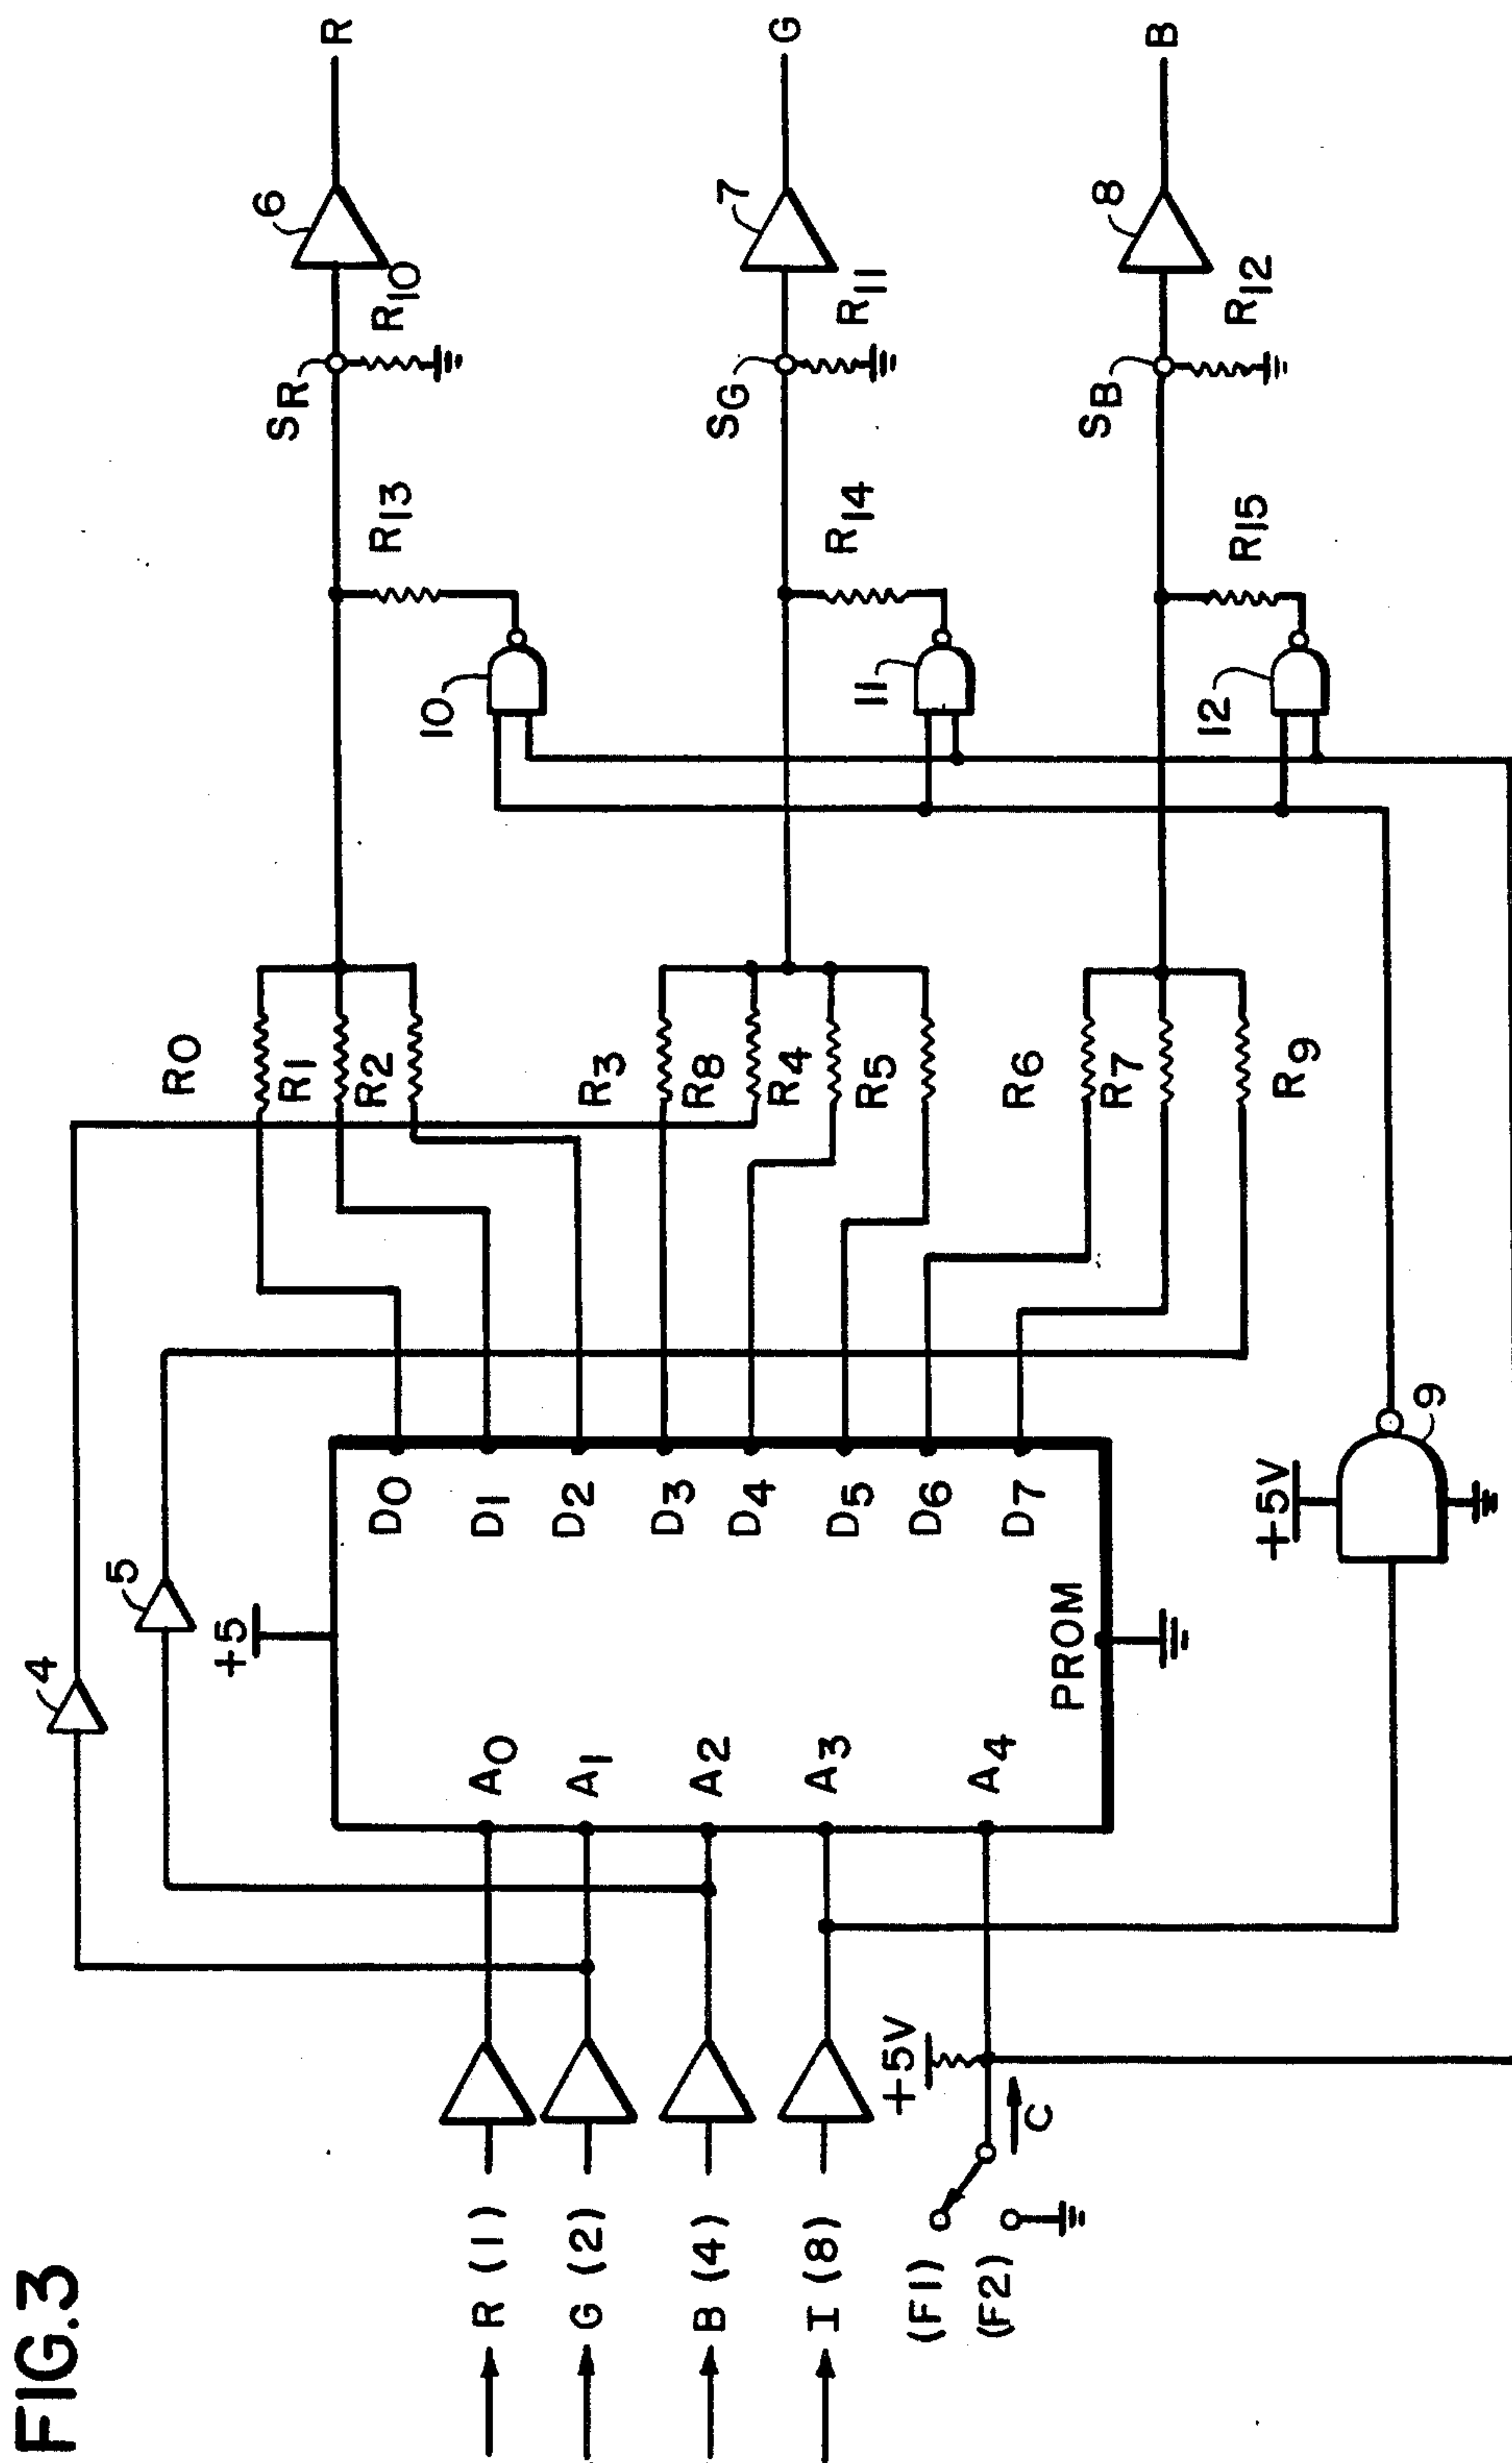 FIG.3
R (1)
G (2)
B (4)
I (8)
(F1)
(F2)
C
+5V
4
5
+5
A0
A1
A2
A3
A4
PROM
D0
D1
D2
D3
D4
D5
D6
D7
+5V
9
R0
R1
R2
R3
R8
R4
R5
R6
R7
R9
10
11
12
R13
R14
R15
SR
SG
SB
R10
R11
R12
6
7
8
R
G
B